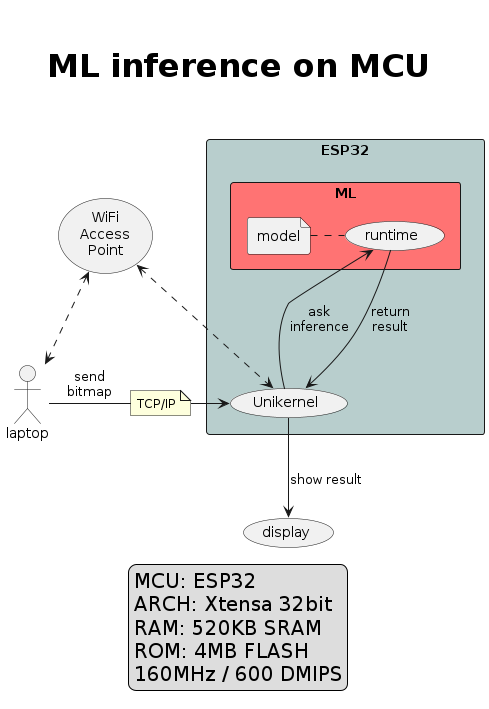 ML inference on MCU
ESP32
ML
model
runtime
WiFi
Access
Point
ask
inference
return
result
send
bitmap
TCP/IP
Unikernel
laptop
show result
display
MCU: ESP32
ARCH: Xtensa 32bit
RAM: 520KB SRAM
ROM: 4MB FLASH
160MHz / 600 DMIPS